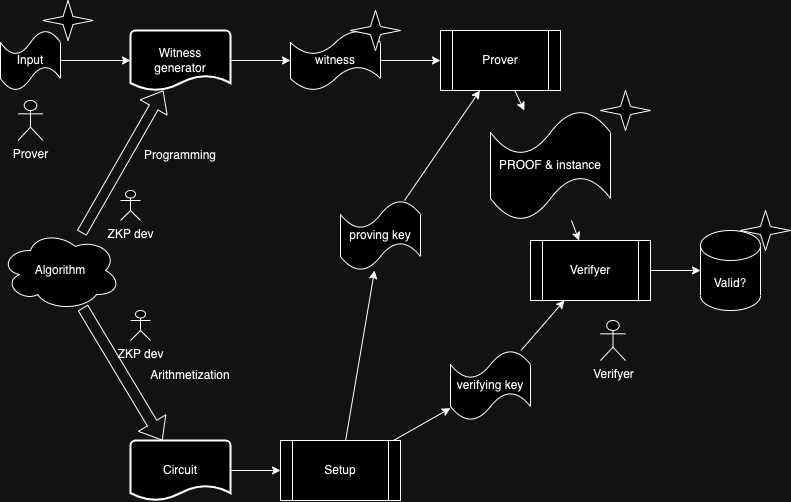 Input
Witness
generator
witness
Prover
Prover
Programming
PROOF & instance
ZKP dev
proving key
Algorithm
Verifyer
Valid?
ZKP dev
Arithmetization
Verifyer
verifying key
Circuit
Setup